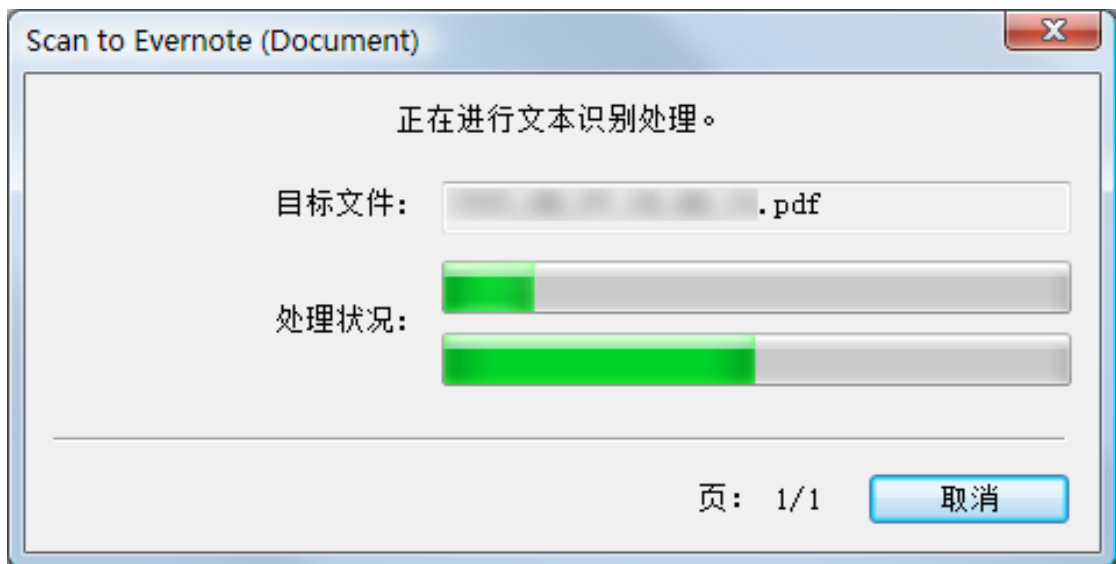 Scan to Evernote (Document)
正在进行文本识别处理。
目标文件： .pdf
处理状况：
页： 1/1
取消